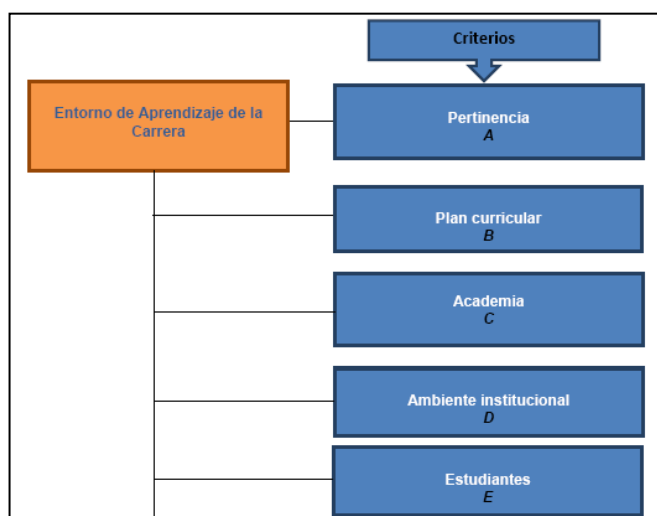 Criterios
Entorno de Aprendizaje de la
Carrera
Pertinencia
A
Plan curricular
B
Academia
C
Ambiente institucional
D
Estudiantes
E